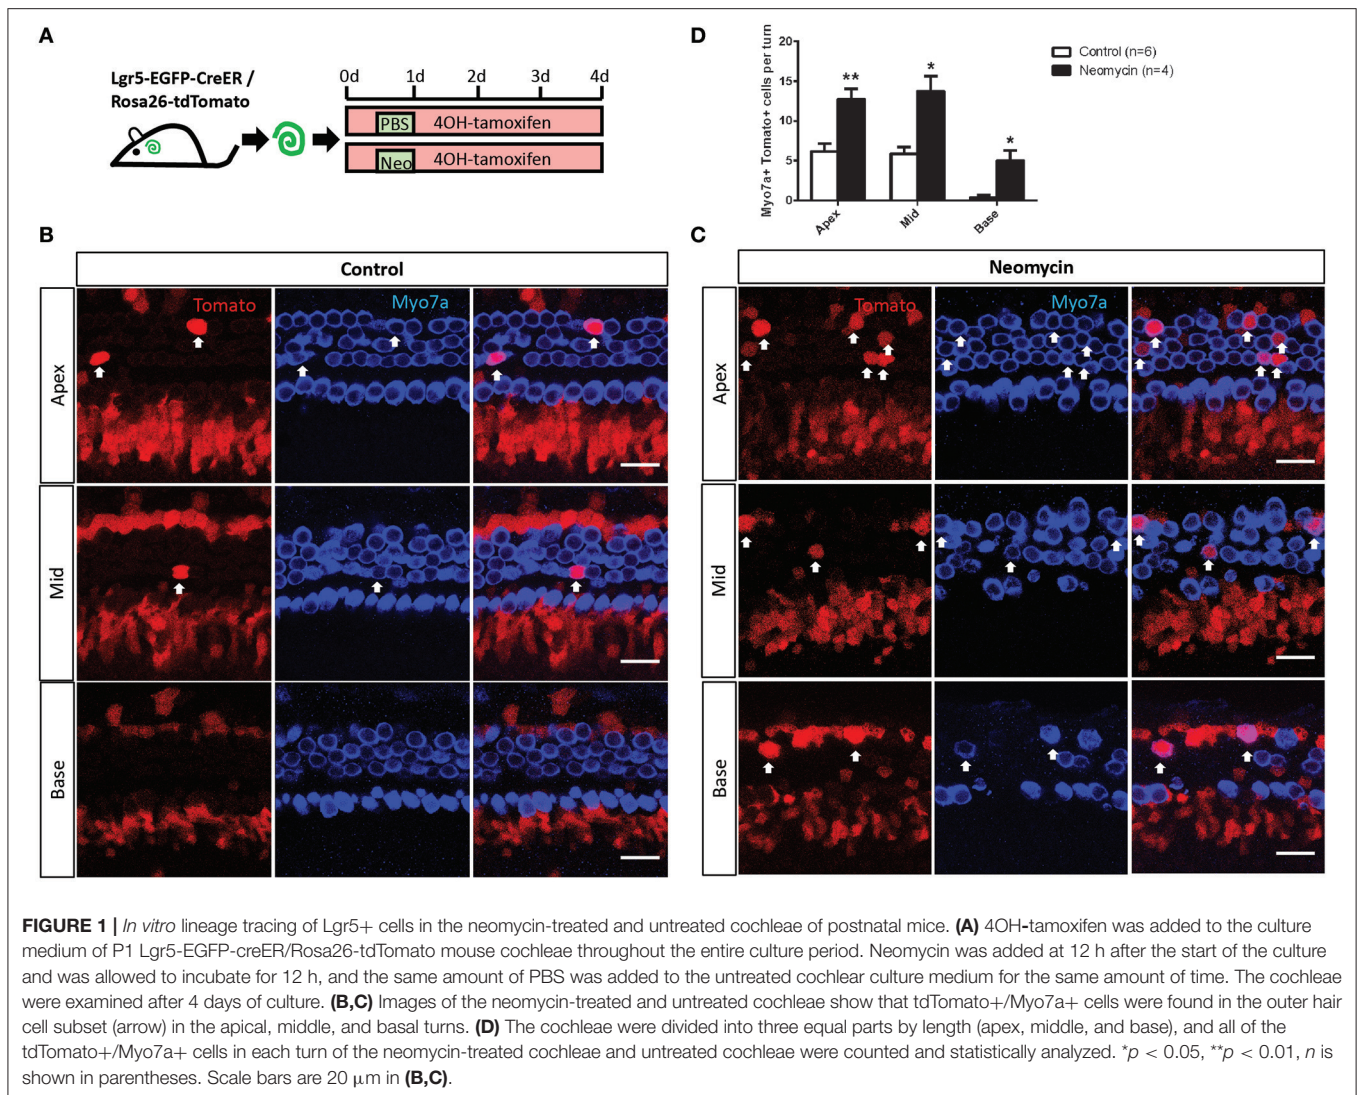 A
Lgr5-EGFP-CreER /
Rosa26-tdTomato
0d 1d 2d 3d 4d
PBS 4OH-tamoxifen
Neo 4OH-tamoxifen
D
Myo7a+ Tomato+ cells per turn
20
15
10
5
0
** * *
Apex Mid Base
Control (n=6)
Neomycin (n=4)
B
Control
Tomato Myo7a
Apex
Mid
Base
C
Neomycin
Tomato Myo7a
Apex
Mid
Base
FIGURE 1 | In vitro lineage tracing of Lgr5+ cells in the neomycin-treated and untreated cochleae of postnatal mice. (A) 4OH-tamoxifen was added to the culture
medium of P1 Lgr5-EGFP-creER/Rosa26-tdTomato mouse cochleae throughout the entire culture period. Neomycin was added at 12 h after the start of the culture
and was allowed to incubate for 12 h, and the same amount of PBS was added to the untreated cochlear culture medium for the same amount of time. The cochleae
were examined after 4 days of culture. (B,C) Images of the neomycin-treated and untreated cochleae show that tdTomato+/Myo7a+ cells were found in the outer hair
cell subset (arrow) in the apical, middle, and basal turns. (D) The cochleae were divided into three equal parts by length (apex, middle, and base), and all of the
tdTomato+/Myo7a+ cells in each turn of the neomycin-treated cochleae and untreated cochleae were counted and statistically analyzed. *p < 0.05, **p < 0.01, n is
shown in parentheses. Scale bars are 20 μm in (B,C).